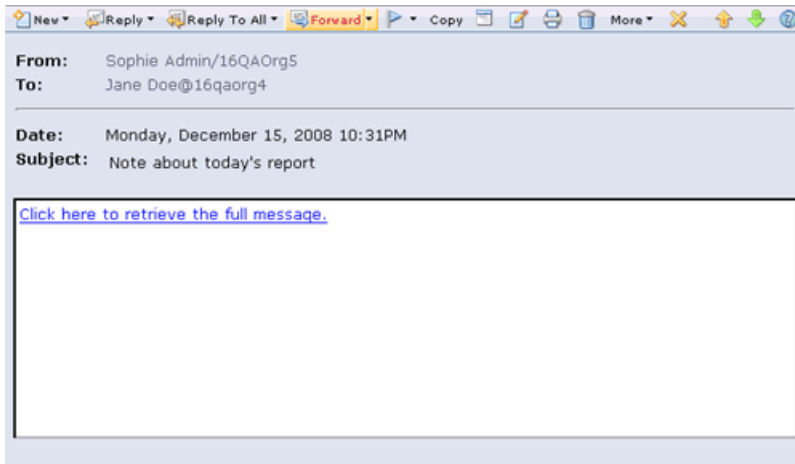 New Reply Reply To All Forward Copy More
From: Sophie Admin/16QAOrg5
To: Jane Doe@16qaorg4
Date: Monday, December 15, 2008 10:31PM
Subject: Note about today's report
Click here to retrieve the full message.